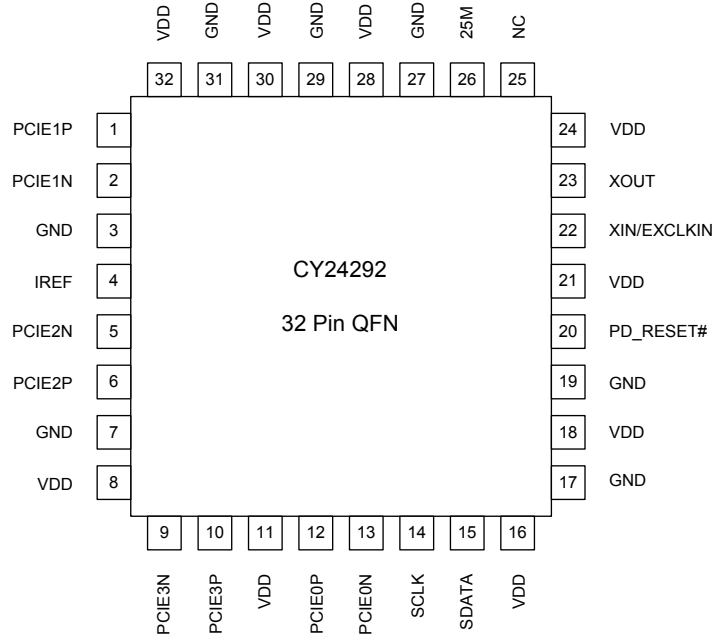 VDD GND VDD GND VDD GND 25M NC
32 31 30 29 28 27 26 25
PCIE1P 1 24 VDD
PCIE1N 2 23 XOUT
GND 3 22 XIN/EXCLKIN
IREF 4 21 VDD
CY24292
PCIE2N 5 20 PD_RESET#
32 Pin QFN
PCIE2P 6 19 GND
GND 7 18 VDD
VDD 8 17 GND
9 10 11 12 13 14 15 16
PCIE3N PCIE3P VDD PCIE0P PCIE0N SCLK SDATA VDD